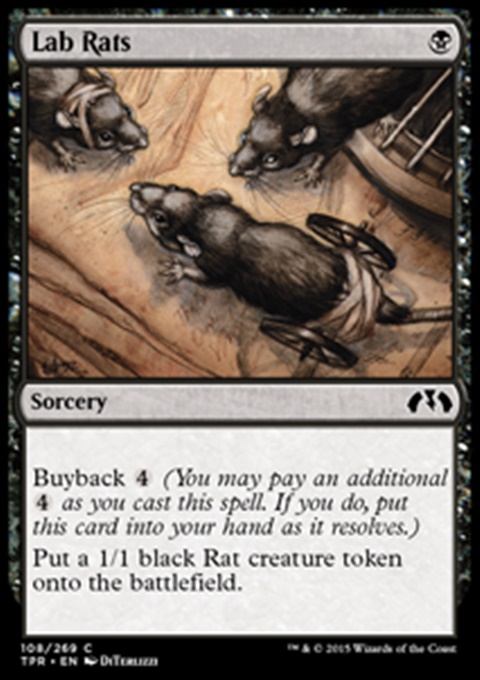 Lab Rats
Sorcery
Buyback 4 (You may pay an additional
4 as you cast this spell. If you do, put
this card into your hand as it resolves.)
Put a 1/1 black Rat creature token
onto the battlefield.
108/269 C
TPR • EN DiTerlizzi
™ & © 2015 Wizards of the Coast